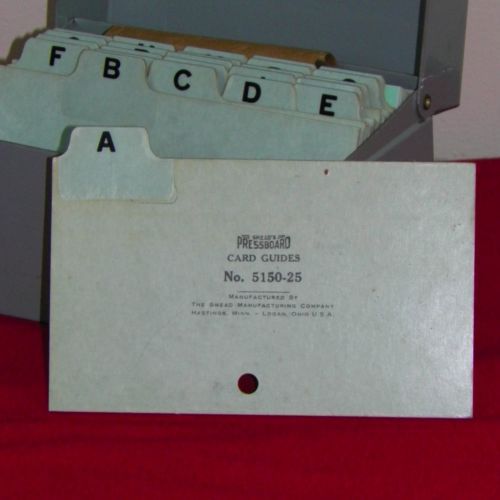 F
B
C
D
E
A
PRESSBOARD
CARD GUIDES
No. 5150-25
MANUFACTURED BY
THE SMEAD MANUFACTURING COMPANY
HASTINGS, MINN. - LOGAN, OHIO U.S.A.